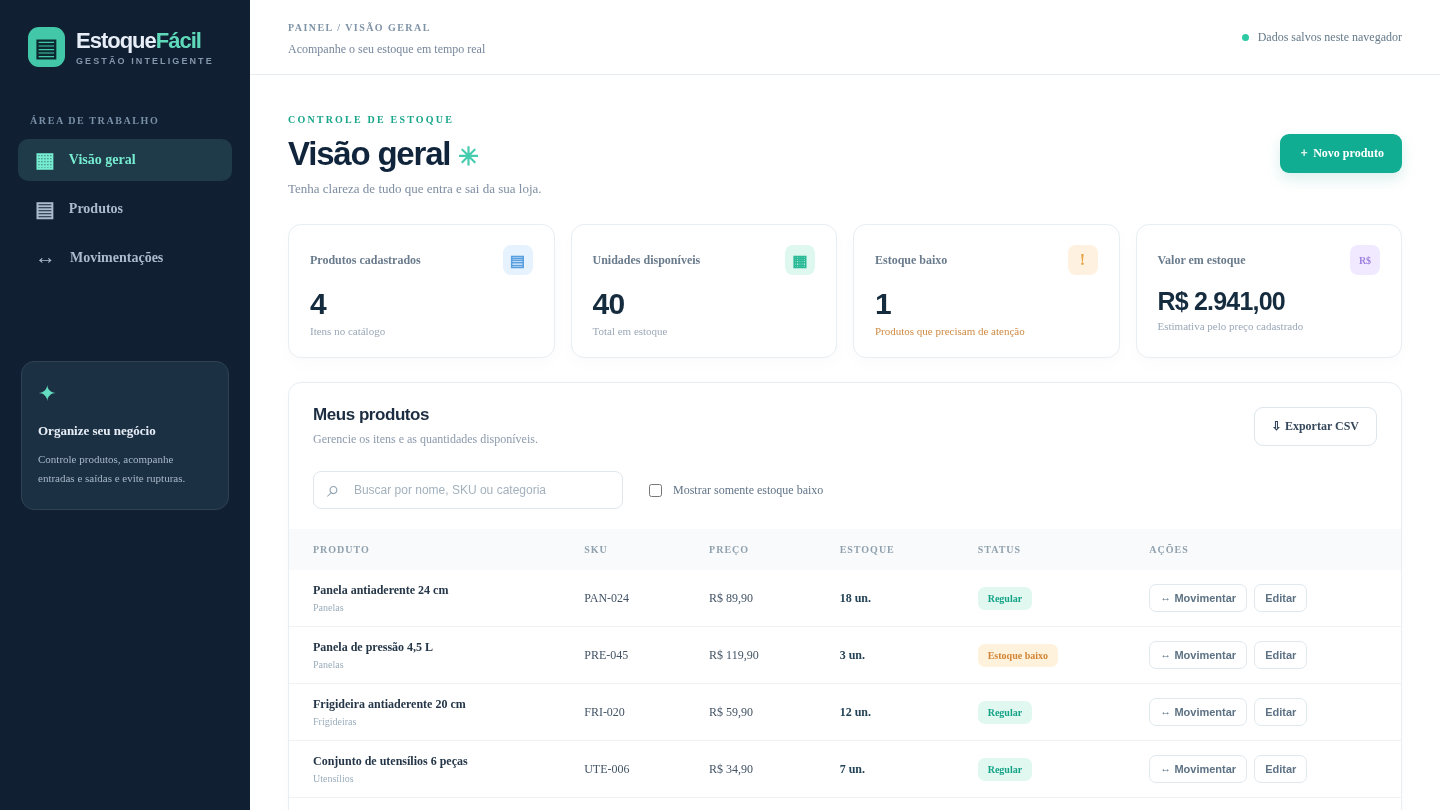 EstoqueFácil
GESTÃO INTELIGENTE
ÁREA DE TRABALHO
Visão geral
Produtos
↔ Movimentações
Organize seu negócio
Controle produtos, acompanhe
entradas e saídas e evite rupturas.
PAINEL / VISÃO GERAL
Acompanhe o seu estoque em tempo real
Dados salvos neste navegador
CONTROLE DE ESTOQUE
Visão geral
Tenha clareza de tudo que entra e sai da sua loja.
+ Novo produto
Produtos cadastrados
4
Itens no catálogo
Unidades disponíveis
40
Total em estoque
Estoque baixo
!
1
Produtos que precisam de atenção
Valor em estoque
R$
R$ 2.941,00
Estimativa pelo preço cadastrado
Meus produtos
Gerencie os itens e as quantidades disponíveis.
⇩ Exportar CSV
Buscar por nome, SKU ou categoria
Mostrar somente estoque baixo
PRODUTO SKU PREÇO ESTOQUE STATUS AÇÕES
Panela antiaderente 24 cm
Panelas
PAN-024 R$ 89,90 18 un. Regular ↔ Movimentar Editar
Panela de pressão 4,5 L
Panelas
PRE-045 R$ 119,90 3 un. Estoque baixo ↔ Movimentar Editar
Frigideira antiaderente 20 cm
Frigideiras
FRI-020 R$ 59,90 12 un. Regular ↔ Movimentar Editar
Conjunto de utensílios 6 peças
Utensílios
UTE-006 R$ 34,90 7 un. Regular ↔ Movimentar Editar